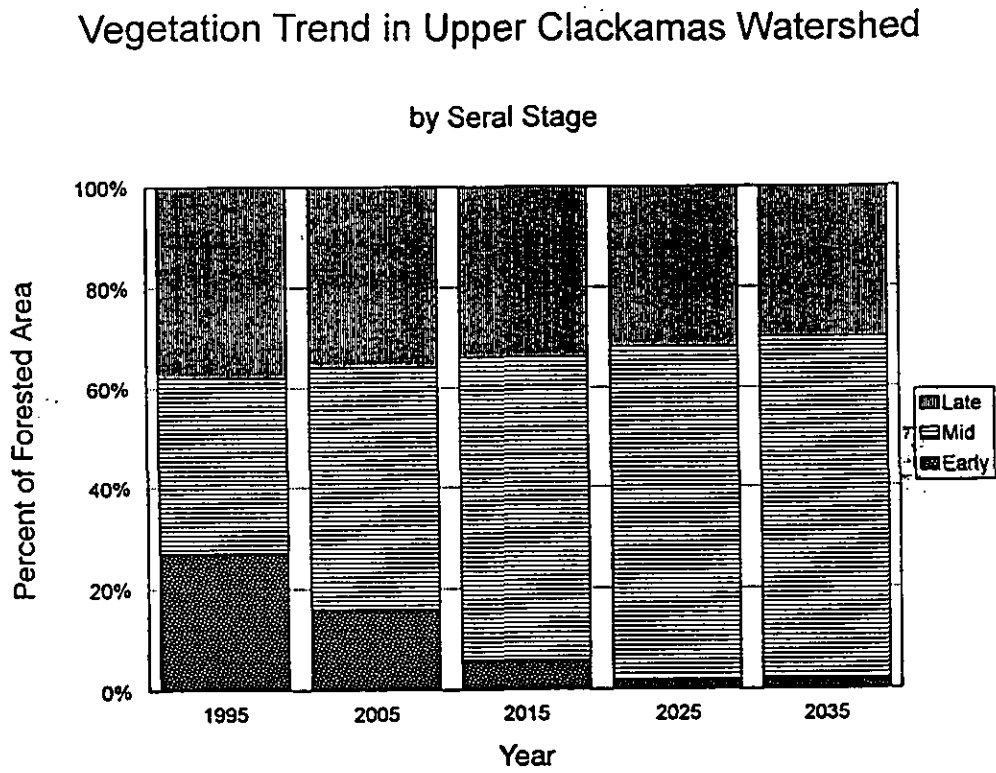 Vegetation Trend in Upper Clackamas Watershed
by Seral Stage
Percent of Forested Area
100%
80%
60%
40%
20%
0%
1995 2005 2015 2025 2035
Year
Late
Mid
Early